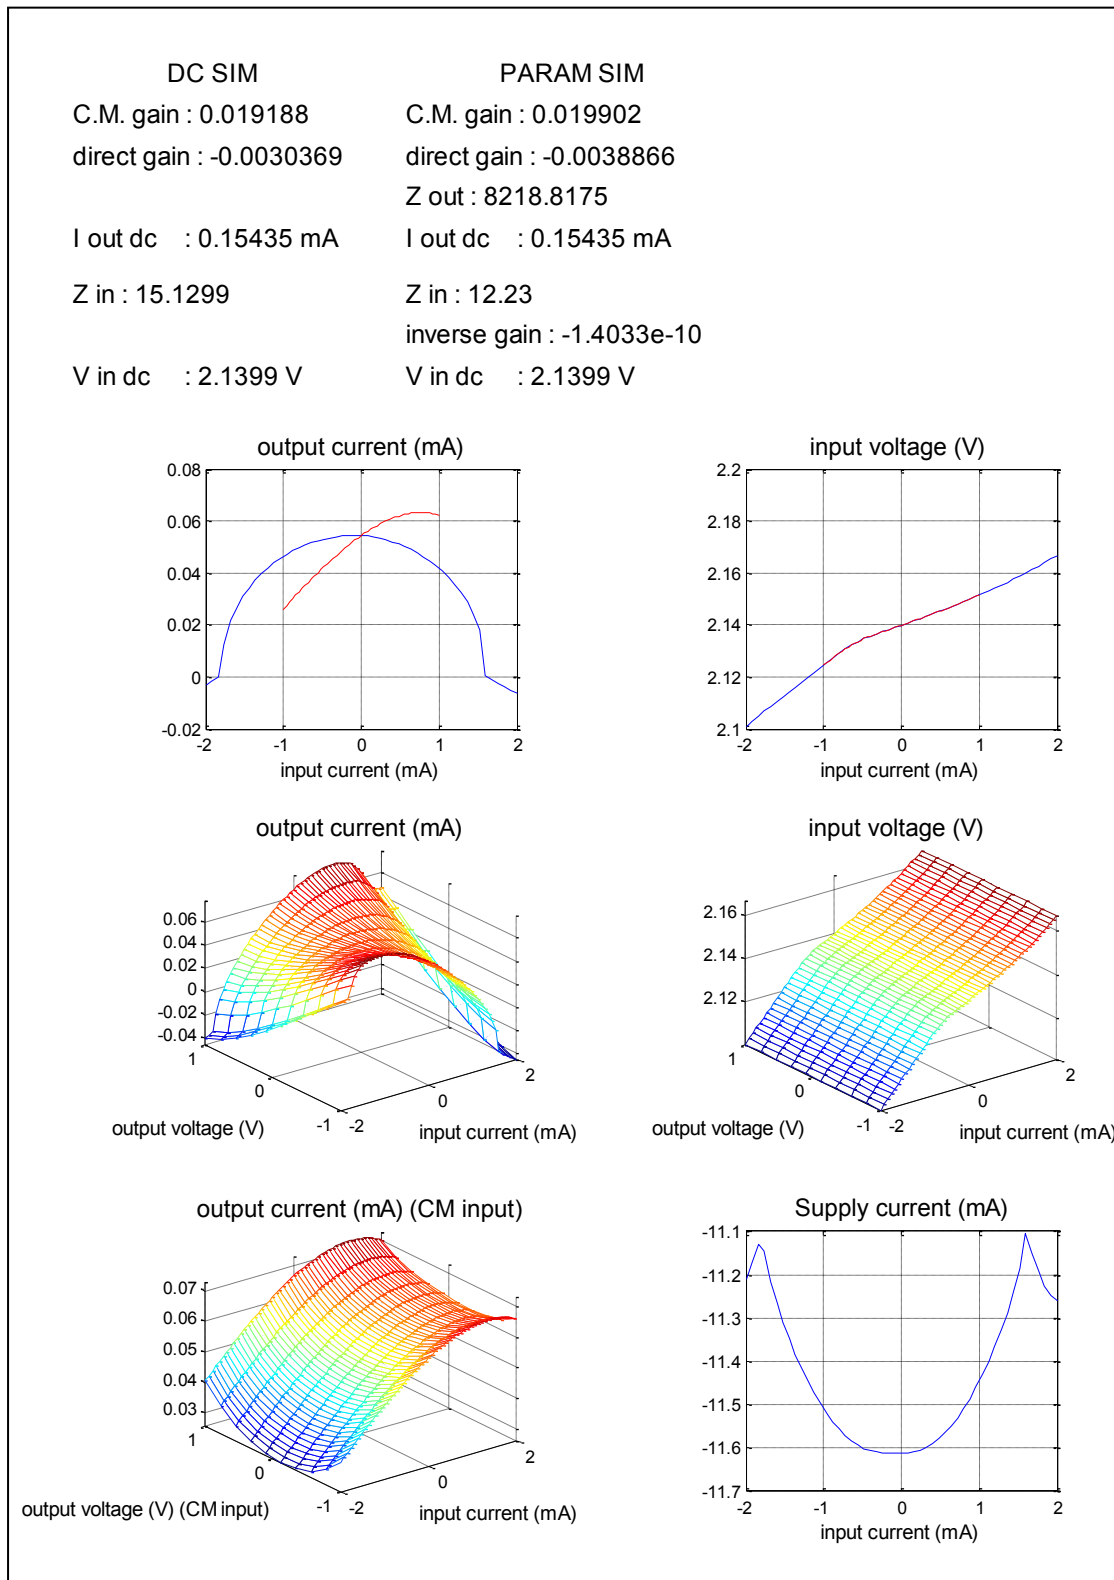 DC SIM PARAM SIM
C.M. gain : 0.019188 C.M. gain : 0.019902
direct gain : -0.0030369 direct gain : -0.0038866
Z out : 8218.8175
I out dc : 0.15435 mA I out dc : 0.15435 mA
Z in : 15.1299 Z in : 12.23
inverse gain : -1.4033e-10
V in dc : 2.1399 V V in dc : 2.1399 V
output current (mA)
0.08
0.06
0.04
0.02
0
-0.02
-2 -1 0 1 2
input current (mA)
input voltage (V)
2.2
2.18
2.16
2.14
2.12
2.1
-2 -1 0 1 2
input current (mA)
output current (mA)
0.06
0.04
0.02
0
-0.02
-0.04
1 0 -1
-2 0 2
output voltage (V) input current (mA)
input voltage (V)
2.16
2.14
2.12
1 0 -1
-2 0 2
output voltage (V) input current (mA)
output current (mA) (CM input)
0.07
0.06
0.05
0.04
0.03
1 0 -1
-2 0 2
output voltage (V) (CM input) input current (mA)
Supply current (mA)
-11.1
-11.2
-11.3
-11.4
-11.5
-11.6
-11.7
-2 -1 0 1 2
input current (mA)